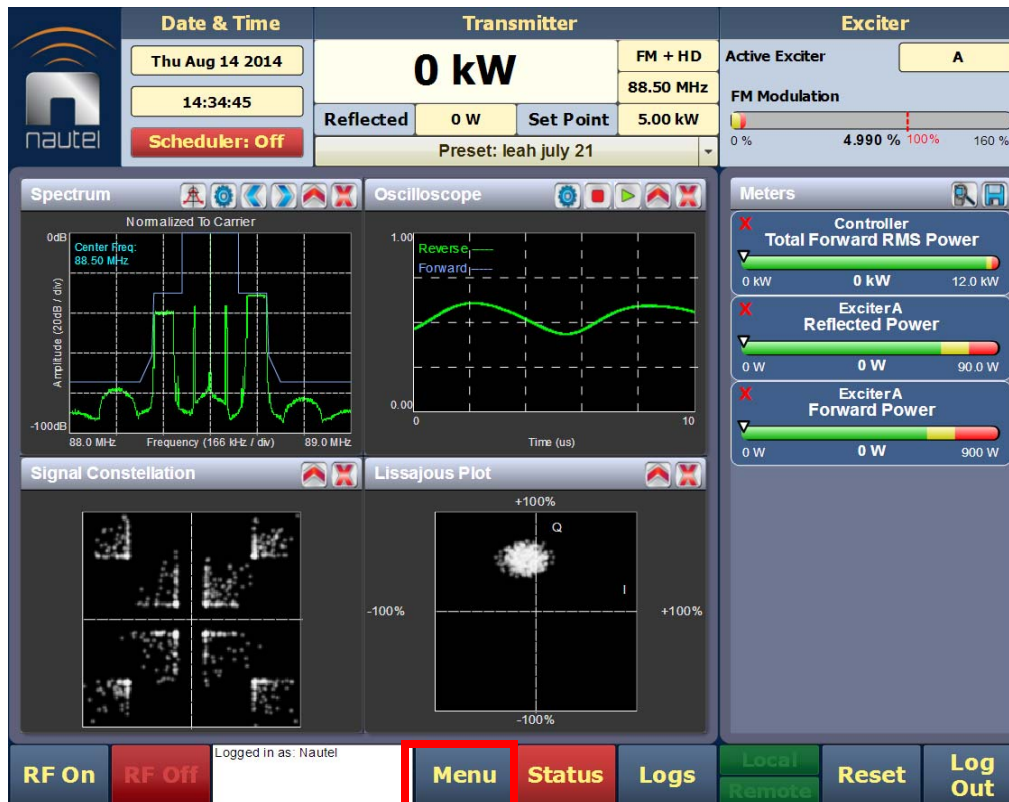 nautel
Date & Time
Thu Aug 14 2014
14:34:45
Scheduler: Off
Transmitter
0 kW
FM + HD
88.50 MHz
Reflected 0 W Set Point 5.00 kW
Preset: leah july 21
Exciter
Active Exciter A
FM Modulation
0 % 4.990 % 100% 160 %
Spectrum
Normalized To Carrier
0dB
Center Freq:
88.50 MHz
Amplitude (20dB / div)
-100dB
88.0 MHz Frequency (166 kHz / div) 89.0 MHz
Oscilloscope
1.00
Reverse
Forward
0.00
0 10
Time (us)
Meters
Controller
Total Forward RMS Power
0 kW 0 kW 12.0 kW
Exciter A
Reflected Power
0 W 0 W 90.0 W
Exciter A
Forward Power
0 W 0 W 900 W
Signal Constellation
Lissajous Plot
+100%
Q
I
-100% +100%
-100%
RF On
RF Off
Logged in as: Nautel
Menu
Status
Logs
Local
Remote
Reset
Log
Out